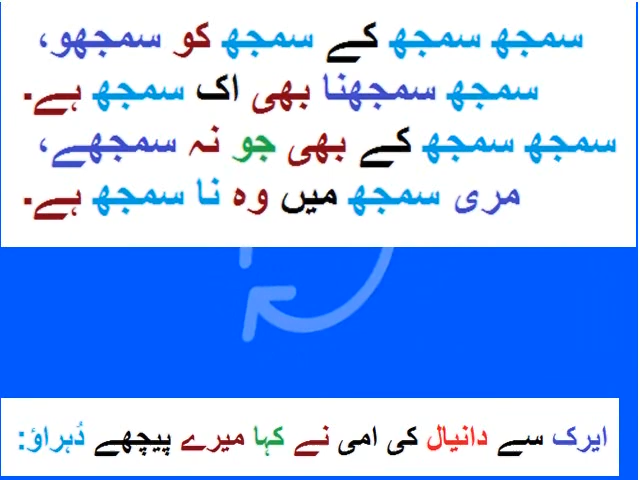 سمجھ سمجھ کے سمجھ کو سمجھو،
سمجھ سمجھنا بھی اک سمجھ ہے۔
سمجھ سمجھ کے بھی جو نہ سمجھے،
مری سمجھ میں وہ نا سمجھ ہے۔
ایرک سے دانیال کی امی نے کہا میرے پیچھے دُہراؤ: